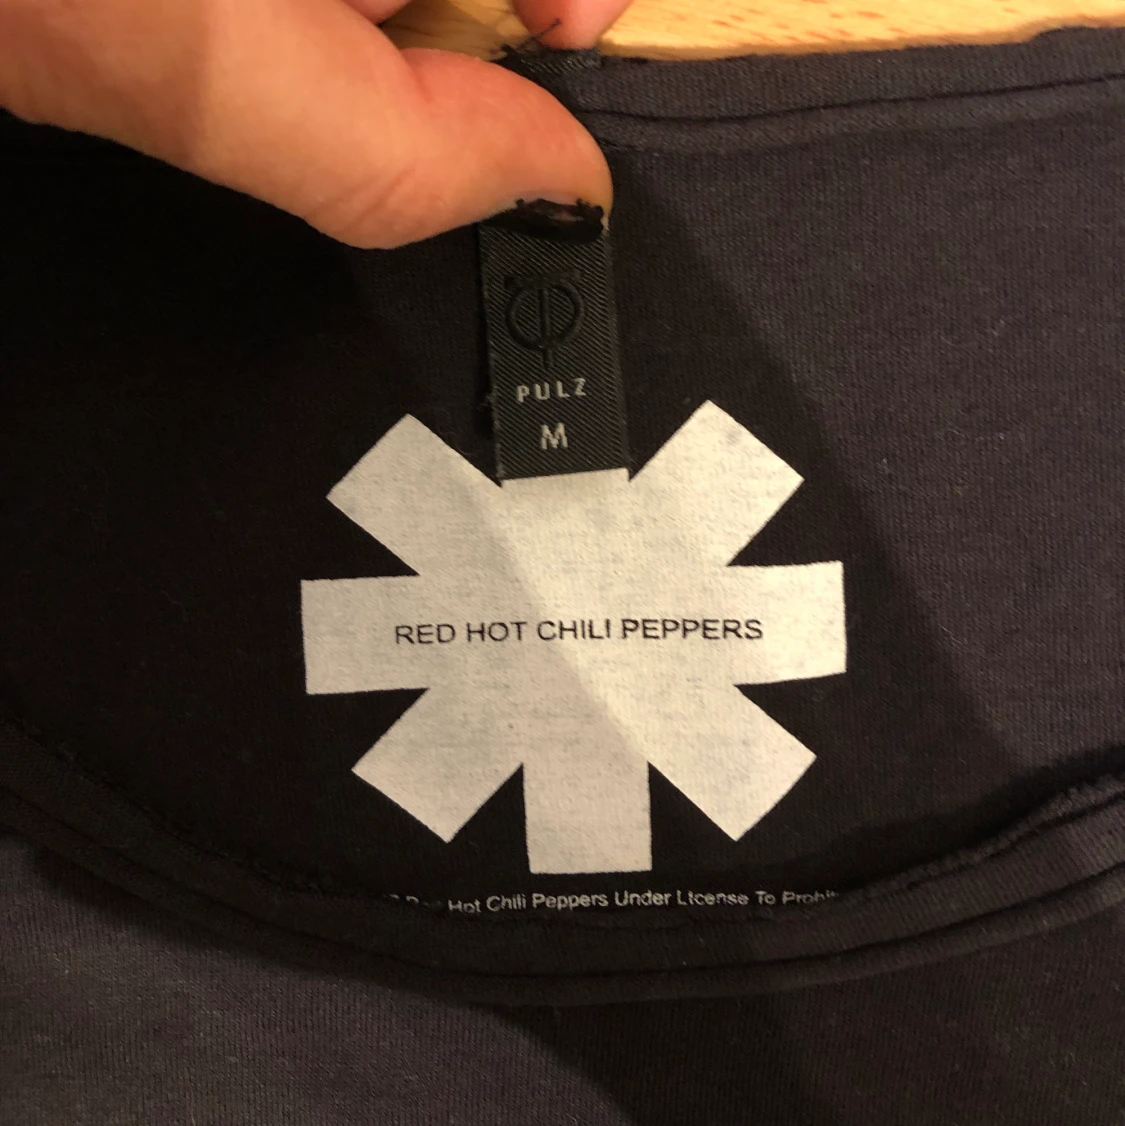 PULZ
M
RED HOT CHILI PEPPERS
Hot Chili Peppers Under License To